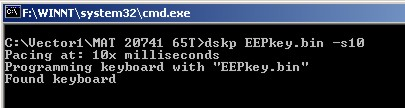 F:\WINNT\system32\cmd.exe
C:\Vector1\MAT 20741 65T>dskp EEPkey.bin -s10
Pacing at: 10x milliseconds
Programming keyboard with "EEPkey.bin"
Found keyboard